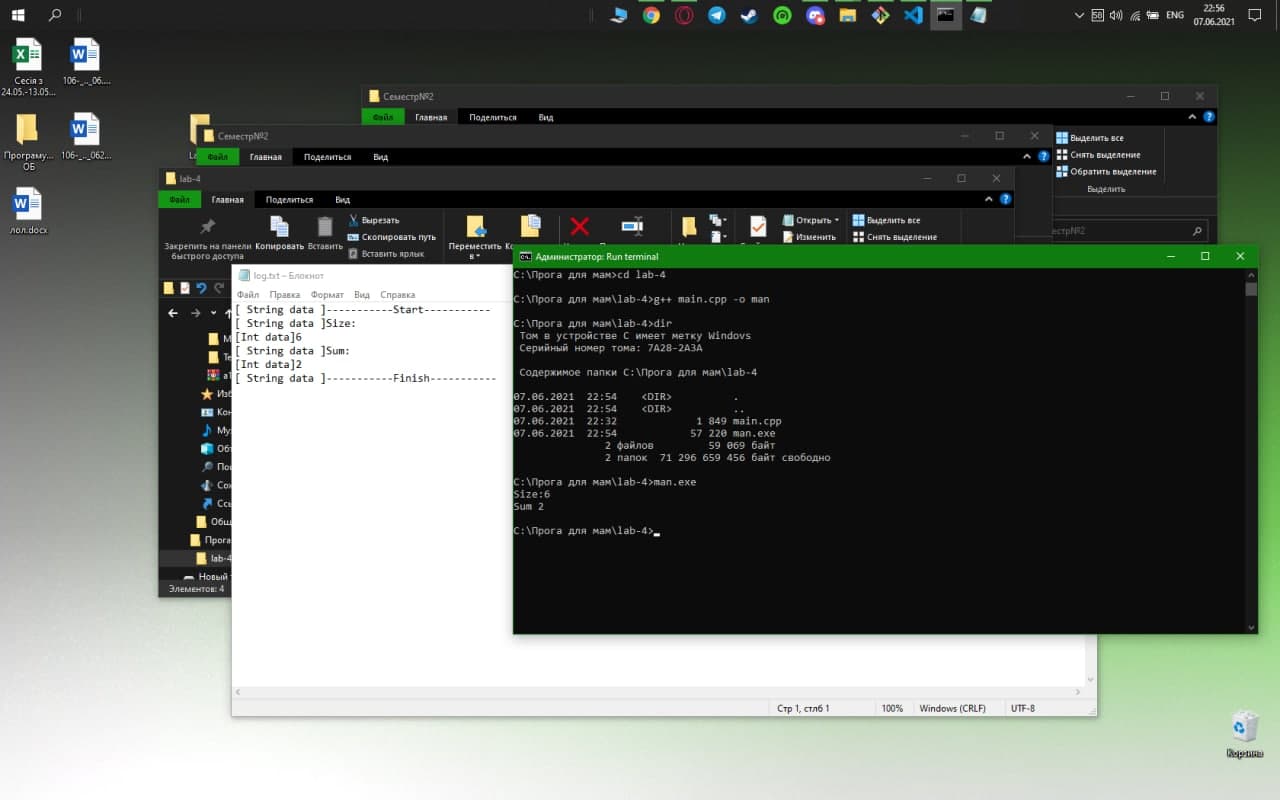 22:56
ENG
07.06.2021
Сесія з
24.05.-13.05...
106-_.._06....
Програму...
ОБ
106-_.._062...
лол.docx
СеместрNº2
Файл Главная Поделиться Вид
Выделить все
Снять выделение
Обратить выделение
Выделить
СеместрNº2
Файл Главная Поделиться Вид
lab-4
Файл Главная Поделиться Вид
Закрепить на панели
быстрого доступа
Копировать
Вставить
Вырезать
Скопировать путь
Вставить ярлык
Переместить
в
Открыть
Изменить
Выделить все
Снять выделение
Общ
Прога
lab-4
Новый
Элементов: 4
log.txt – Блокнот
Файл Правка Формат Вид Справка
[ String data ]-----------Start-----------
[ String data ]Size:
[Int data]6
[ String data ]Sum:
[Int data]2
[ String data ]-----------Finish-----------
Стр 1, стлб 1 100% Windows (CRLF) UTF-8
Администратор: Run terminal
C:\Прога для мам>cd lab-4
C:\Прога для мам\lab-4>g++ main.cpp -o man
C:\Прога для мам\lab-4>dir
Том в устройстве C имеет метку Windovs
Серийный номер тома: 7A28-2A3A
Содержимое папки C:\Прога для мам\lab-4
07.06.2021 22:54 <DIR> .
07.06.2021 22:54 <DIR> ..
07.06.2021 22:32 1 849 main.cpp
07.06.2021 22:54 57 220 man.exe
2 файлов 59 069 байт
2 папок 71 296 659 456 байт свободно
C:\Прога для мам\lab-4>man.exe
Size:6
Sum 2
C:\Прога для мам\lab-4>
Корзина